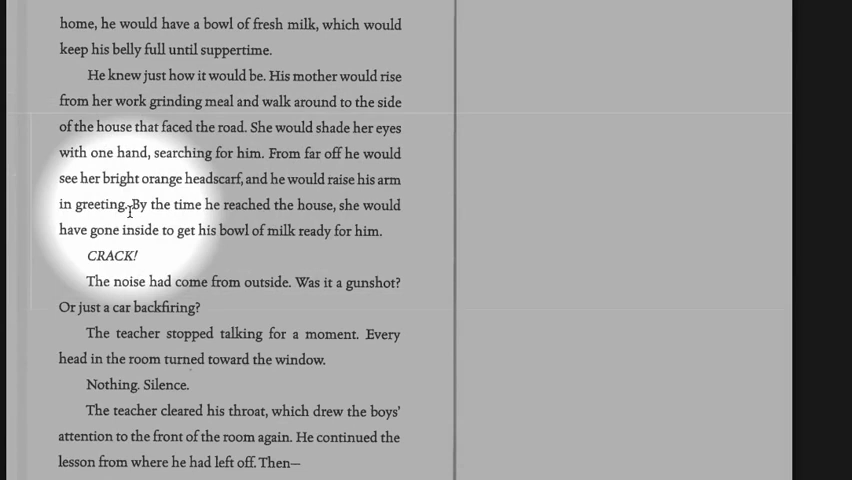 home, he would have a bowl of fresh milk, which would
keep his belly full until suppertime.
He knew just how it would be. His mother would rise
from her work grinding meal and walk around to the side
of the house that faced the road. She would shade her eyes
with one hand, searching for him. From far off he would
see her bright orange headscarf, and he would raise his arm
in greeting. By the time he reached the house, she would
have gone inside to get his bowl of milk ready for him.
CRACK!
The noise had come from outside. Was it a gunshot?
Or just a car backfiring?
The teacher stopped talking for a moment. Every
head in the room turned toward the window.
Nothing. Silence.
The teacher cleared his throat, which drew the boys'
attention to the front of the room again. He continued the
lesson from where he had left off. Then—